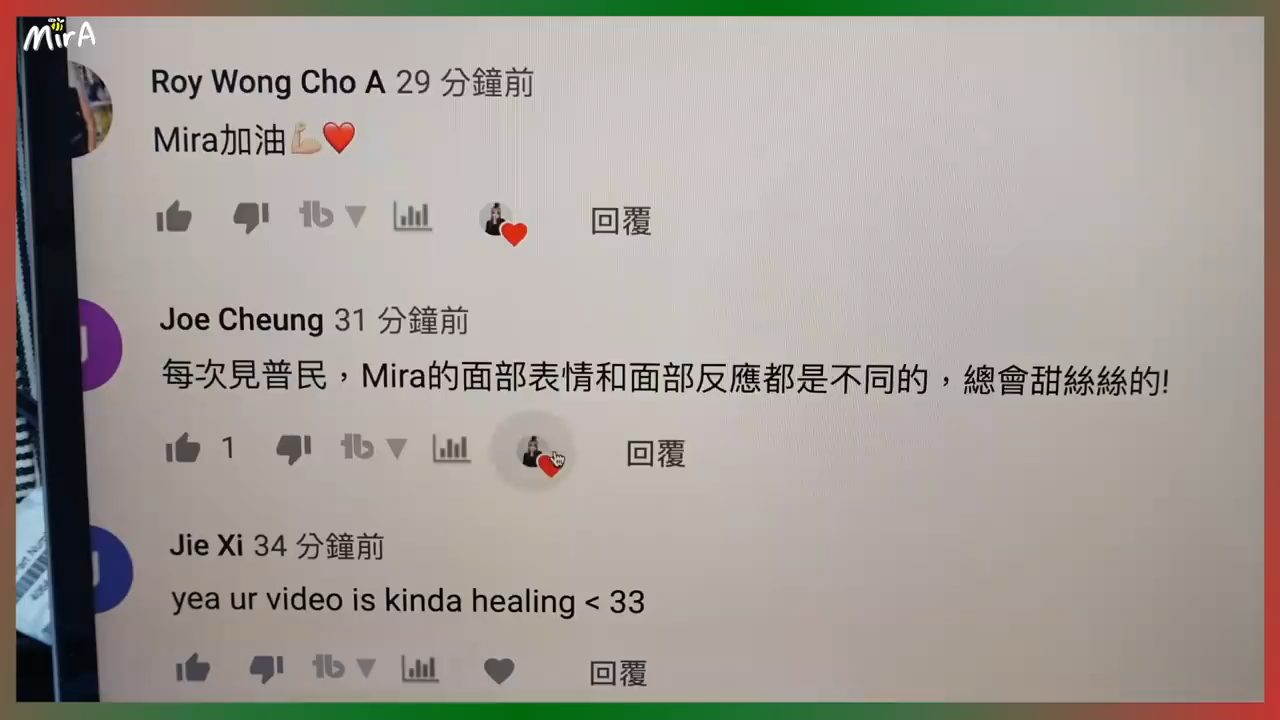 MirA
Roy Wong Cho A 29 分鐘前
Mira加油💪🏼❤️
回覆
Joe Cheung 31 分鐘前
每次見普民，Mira的面部表情和面部反應都是不同的，總會甜絲絲的!
1
回覆
Jie Xi 34 分鐘前
yea ur video is kinda healing < 33
回覆